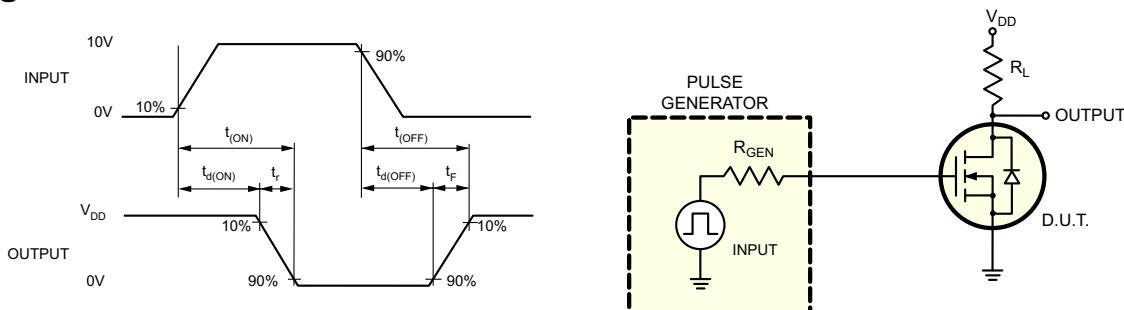 10V
INPUT
0V
10%
90%
t(ON)
t(OFF)
td(ON)
tr
td(OFF)
tF
VDD
10%
10%
OUTPUT
0V
90%
90%
VDD
RL
OUTPUT
PULSE
GENERATOR
RGEN
INPUT
D.U.T.